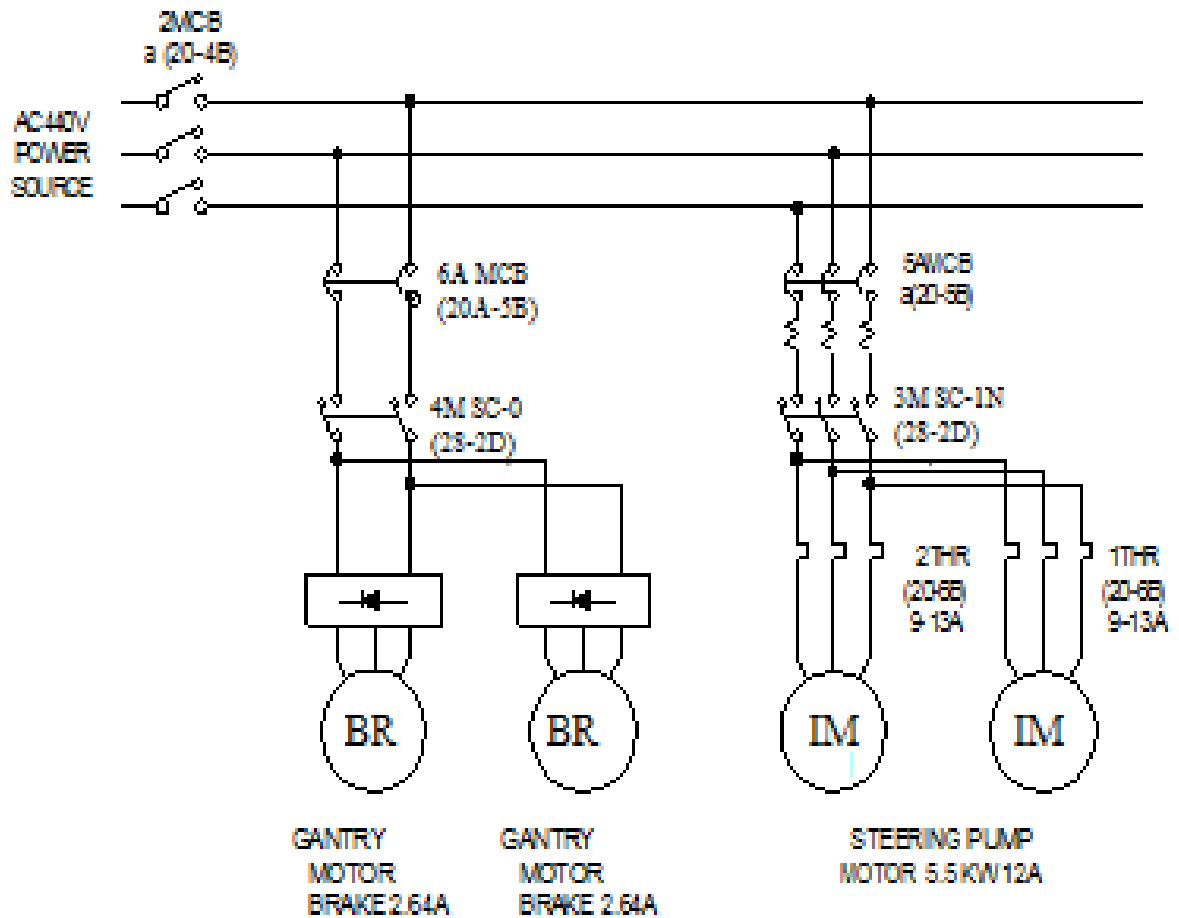 2MCB
a (20-4B)
AC440V
POWER
SOURCE
6A MCB
(20A-5B)
5AMCB
a(20-5B)
4M SC-0
(28-2D)
3M SC-1N
(28-2D)
2THR
(20-6B)
9-13A
1THR
(20-6B)
9-13A
BR
BR
IM
IM
GANTRY
MOTOR
BRAKE 2.64A
GANTRY
MOTOR
BRAKE 2.64A
STEERING PUMP
MOTOR 5.5 KW 12A